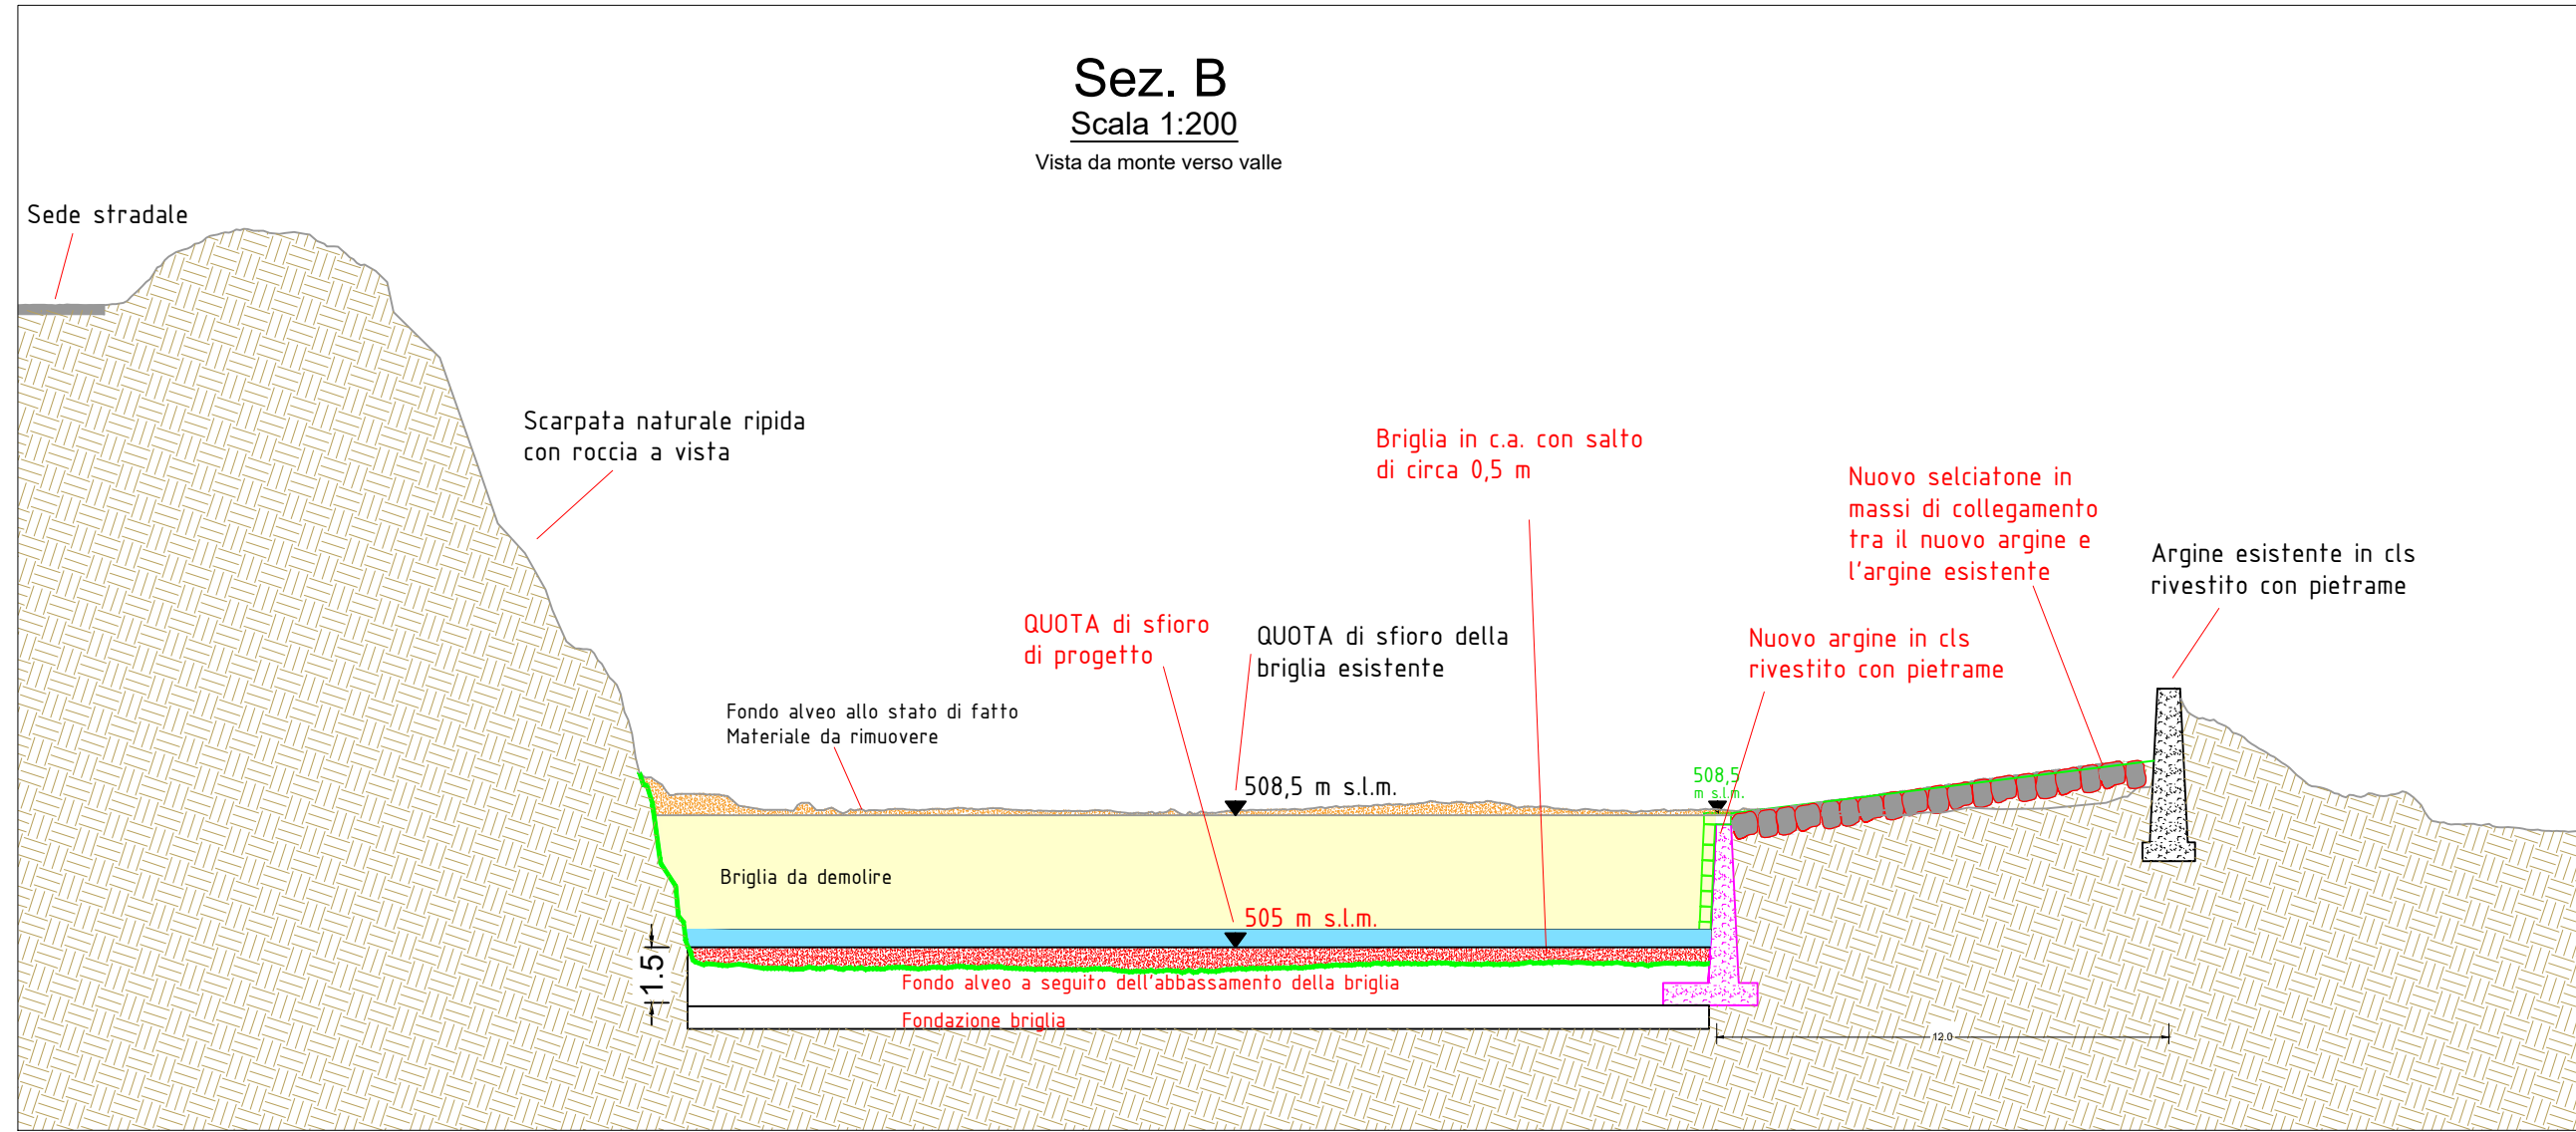 Sez. B
Scala 1:200
Vista da monte verso valle
Sede stradale
Scarpata naturale ripida
con roccia a vista
Briglia in c.a. con salto
di circa 0,5 m
Nuovo selciatone in
massi di collegamento
tra il nuovo argine e
l'argine esistente
Argine esistente in cls
rivestito con pietrame
QUOTA di sfioro
di progetto
QUOTA di sfioro della
briglia esistente
Nuovo argine in cls
rivestito con pietrame
Fondo alveo allo stato di fatto
Materiale da rimuovere
508,5 m s.l.m.
508,5
m s.l.m.
Briglia da demolire
505 m s.l.m.
1.5
Fondo alveo a seguito dell'abbassamento della briglia
Fondazione briglia
12.0